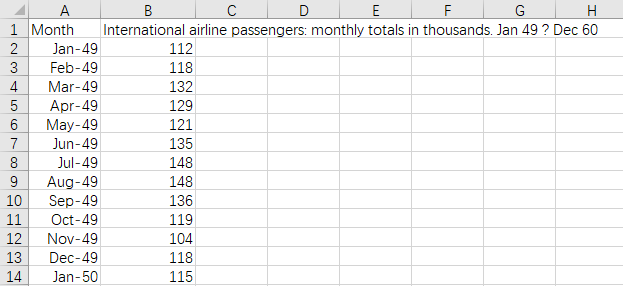 A B C D E F G H
1 Month International airline passengers: monthly totals in thousands. Jan 49 ? Dec 60
2 Jan-49 112
3 Feb-49 118
4 Mar-49 132
5 Apr-49 129
6 May-49 121
7 Jun-49 135
8 Jul-49 148
9 Aug-49 148
10 Sep-49 136
11 Oct-49 119
12 Nov-49 104
13 Dec-49 118
14 Jan-50 115